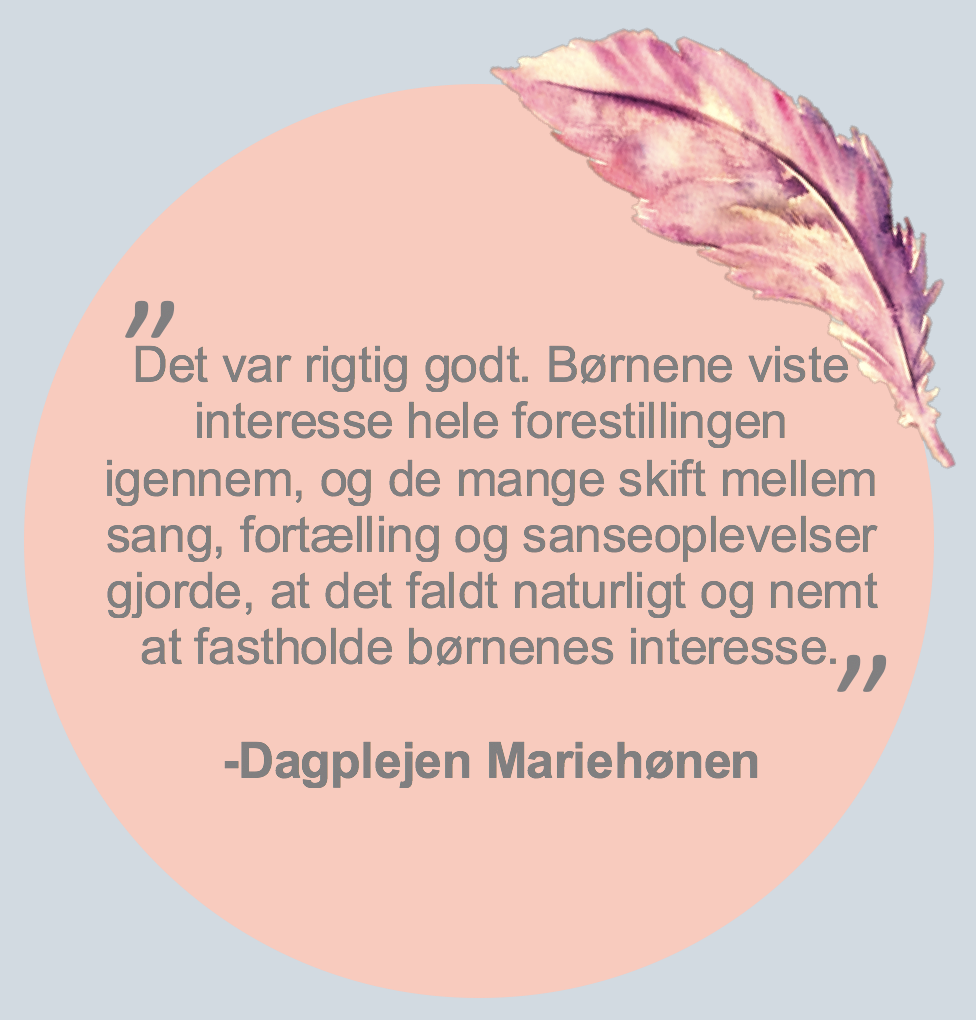 ”
Det var rigtig godt. Børnene viste
interesse hele forestillingen
igennem, og de mange skift mellem
sang, fortælling og sanseoplevelser
gjorde, at det faldt naturligt og nemt
at fastholde børnenes interesse.”
-Dagplejen Mariehønen